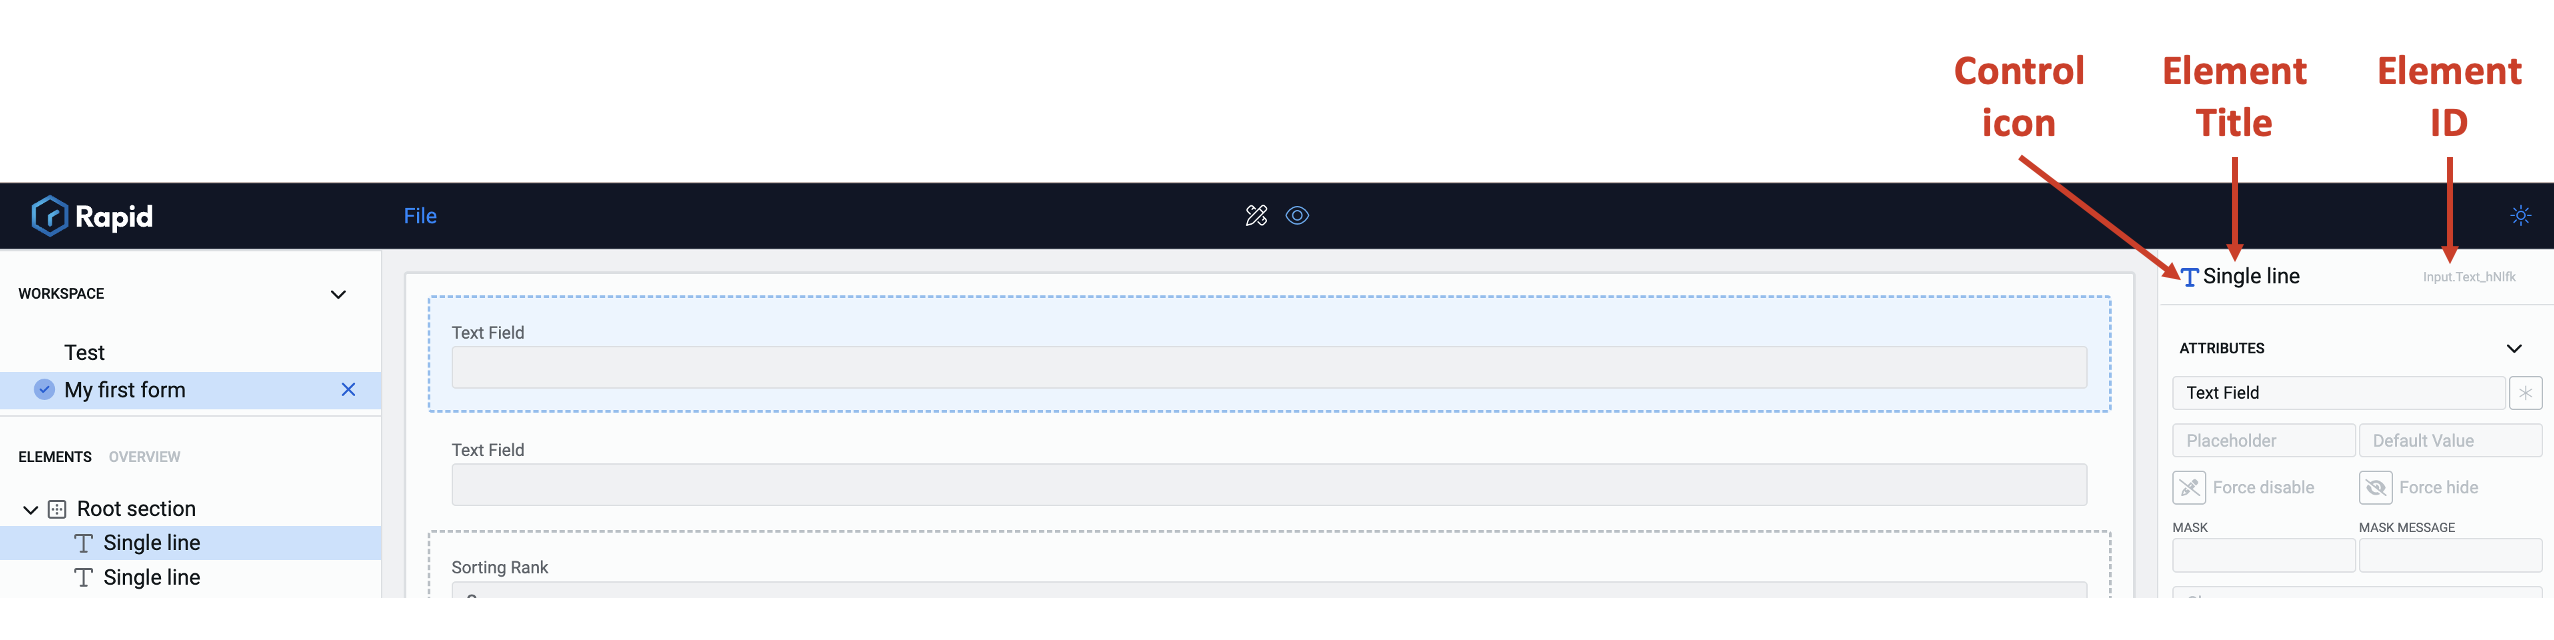 Control
icon
Element
Title
Element
ID
Rapid
File
WORKSPACE
Test
My first form
ELEMENTS OVERVIEW
Root section
Single line
Single line
Text Field
Text Field
Sorting Rank
Single line Input.Text_hNlfk
ATTRIBUTES
Text Field
Placeholder Default Value
Force disable Force hide
MASK MASK MESSAGE